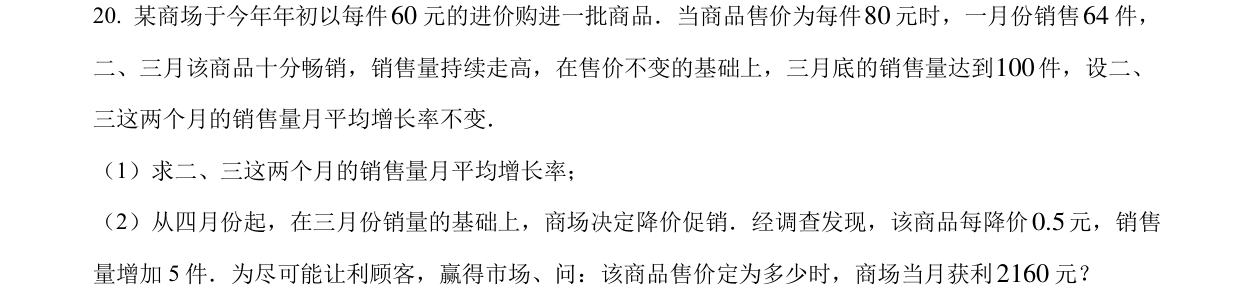 20. 某商场于今年年初以每件60 元的进价购进一批商品．当商品售价为每件80 元时，一月份销售64 件，
二、三月该商品十分畅销，销售量持续走高，在售价不变的基础上，三月底的销售量达到100件，设二、
三这两个月的销售量月平均增长率不变．
（1）求二、三这两个月的销售量月平均增长率；
（2）从四月份起，在三月份销量的基础上，商场决定降价促销．经调查发现，该商品每降价0.5元，销售
量增加 5 件．为尽可能让利顾客，赢得市场、问：该商品售价定为多少时，商场当月获利2160 元？